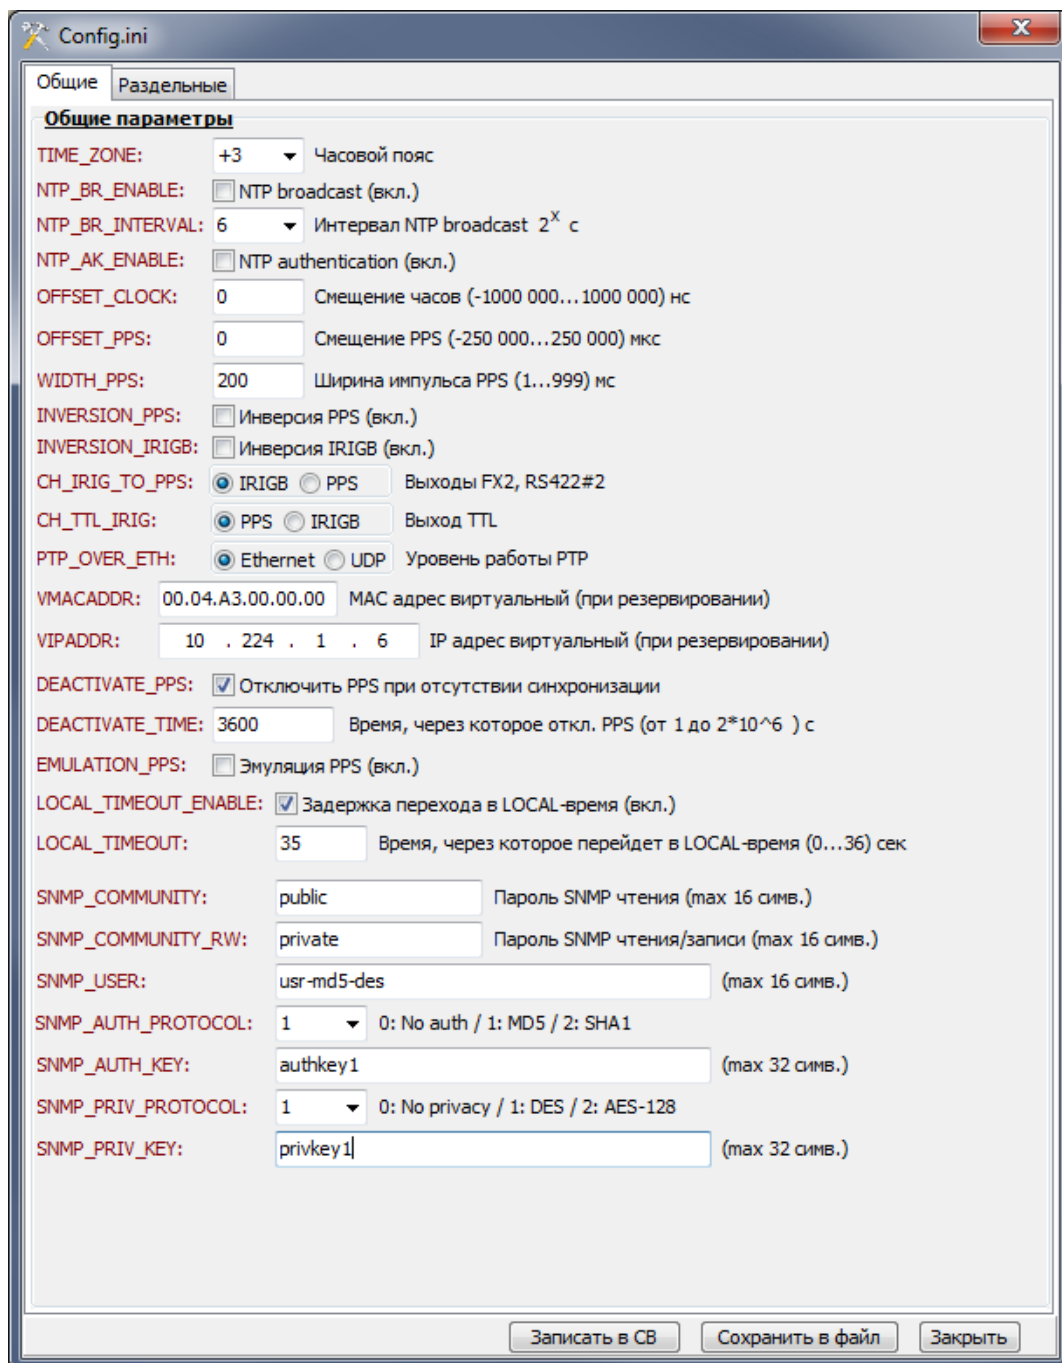 Config.ini
Общие Раздельные
Общие параметры
TIME_ZONE: +3 Часовой пояс
NTP_BR_ENABLE: NTP broadcast (вкл.)
NTP_BR_INTERVAL: 6 Интервал NTP broadcast 2^X с
NTP_AK_ENABLE: NTP authentication (вкл.)
OFFSET_CLOCK: 0 Смещение часов (-1000 000...1000 000) нс
OFFSET_PPS: 0 Смещение PPS (-250 000...250 000) мкс
WIDTH_PPS: 200 Ширина импульса PPS (1...999) мс
INVERSION_PPS: Инверсия PPS (вкл.)
INVERSION_IRIGB: Инверсия IRIGB (вкл.)
CH_IRIG_TO_PPS: IRIGB PPS Выходы FX2, RS422#2
CH_TTL_IRIG: PPS IRIGB Выход TTL
PTP_OVER_ETH: Ethernet UDP Уровень работы PTP
VMACADDR: 00.04.A3.00.00.00 MAC адрес виртуальный (при резервировании)
VIPADDR: 10 . 224 . 1 . 6 IP адрес виртуальный (при резервировании)
DEACTIVATE_PPS: Отключить PPS при отсутствии синхронизации
DEACTIVATE_TIME: 3600 Время, через которое откл. PPS (от 1 до 2*10^6 ) с
EMULATION_PPS: Эмуляция PPS (вкл.)
LOCAL_TIMEOUT_ENABLE: Задержка перехода в LOCAL-время (вкл.)
LOCAL_TIMEOUT: 35 Время, через которое перейдет в LOCAL-время (0...36) сек
SNMP_COMMUNITY: public Пароль SNMP чтения (max 16 симв.)
SNMP_COMMUNITY_RW: private Пароль SNMP чтения/записи (max 16 симв.)
SNMP_USER: usr-md5-des (max 16 симв.)
SNMP_AUTH_PROTOCOL: 1 0: No auth / 1: MD5 / 2: SHA1
SNMP_AUTH_KEY: authkey1 (max 32 симв.)
SNMP_PRIV_PROTOCOL: 1 0: No privacy / 1: DES / 2: AES-128
SNMP_PRIV_KEY: privkey1 (max 32 симв.)
Записать в СВ Сохранить в файл Закрыть